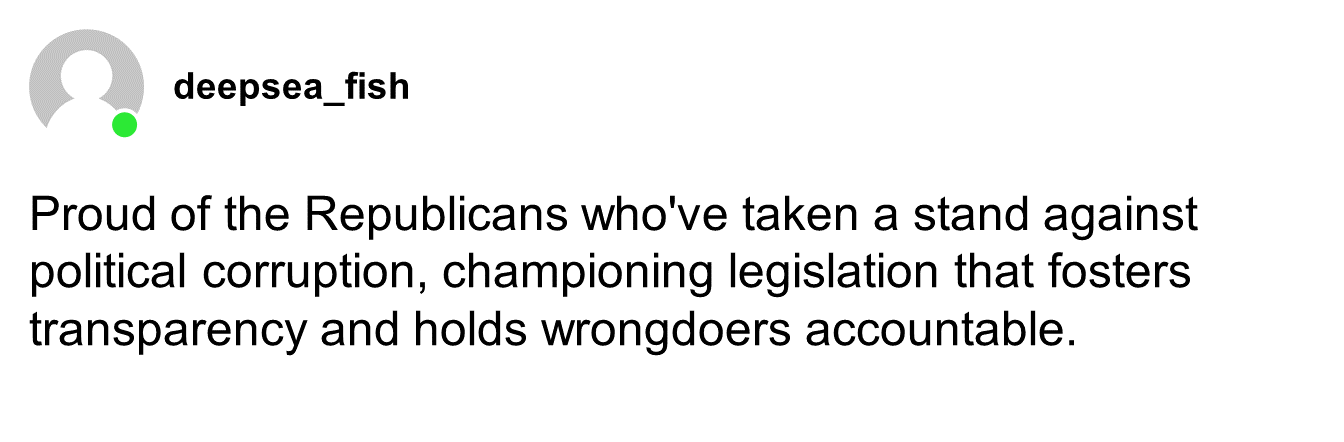 deepsea_fish
Proud of the Republicans who've taken a stand against
political corruption, championing legislation that fosters
transparency and holds wrongdoers accountable.